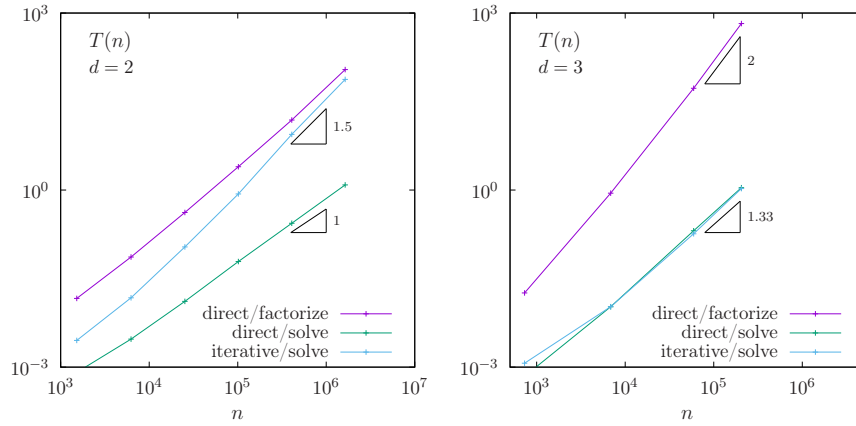 10^3
T(n)
d = 2
1.5
10^0
1
direct/factorize
direct/solve
iterative/solve
10^-3
10^3 10^4 10^5 10^6 10^7
n
10^3
T(n)
d = 3
2
10^0
1.33
direct/factorize
direct/solve
iterative/solve
10^-3
10^3 10^4 10^5 10^6
n